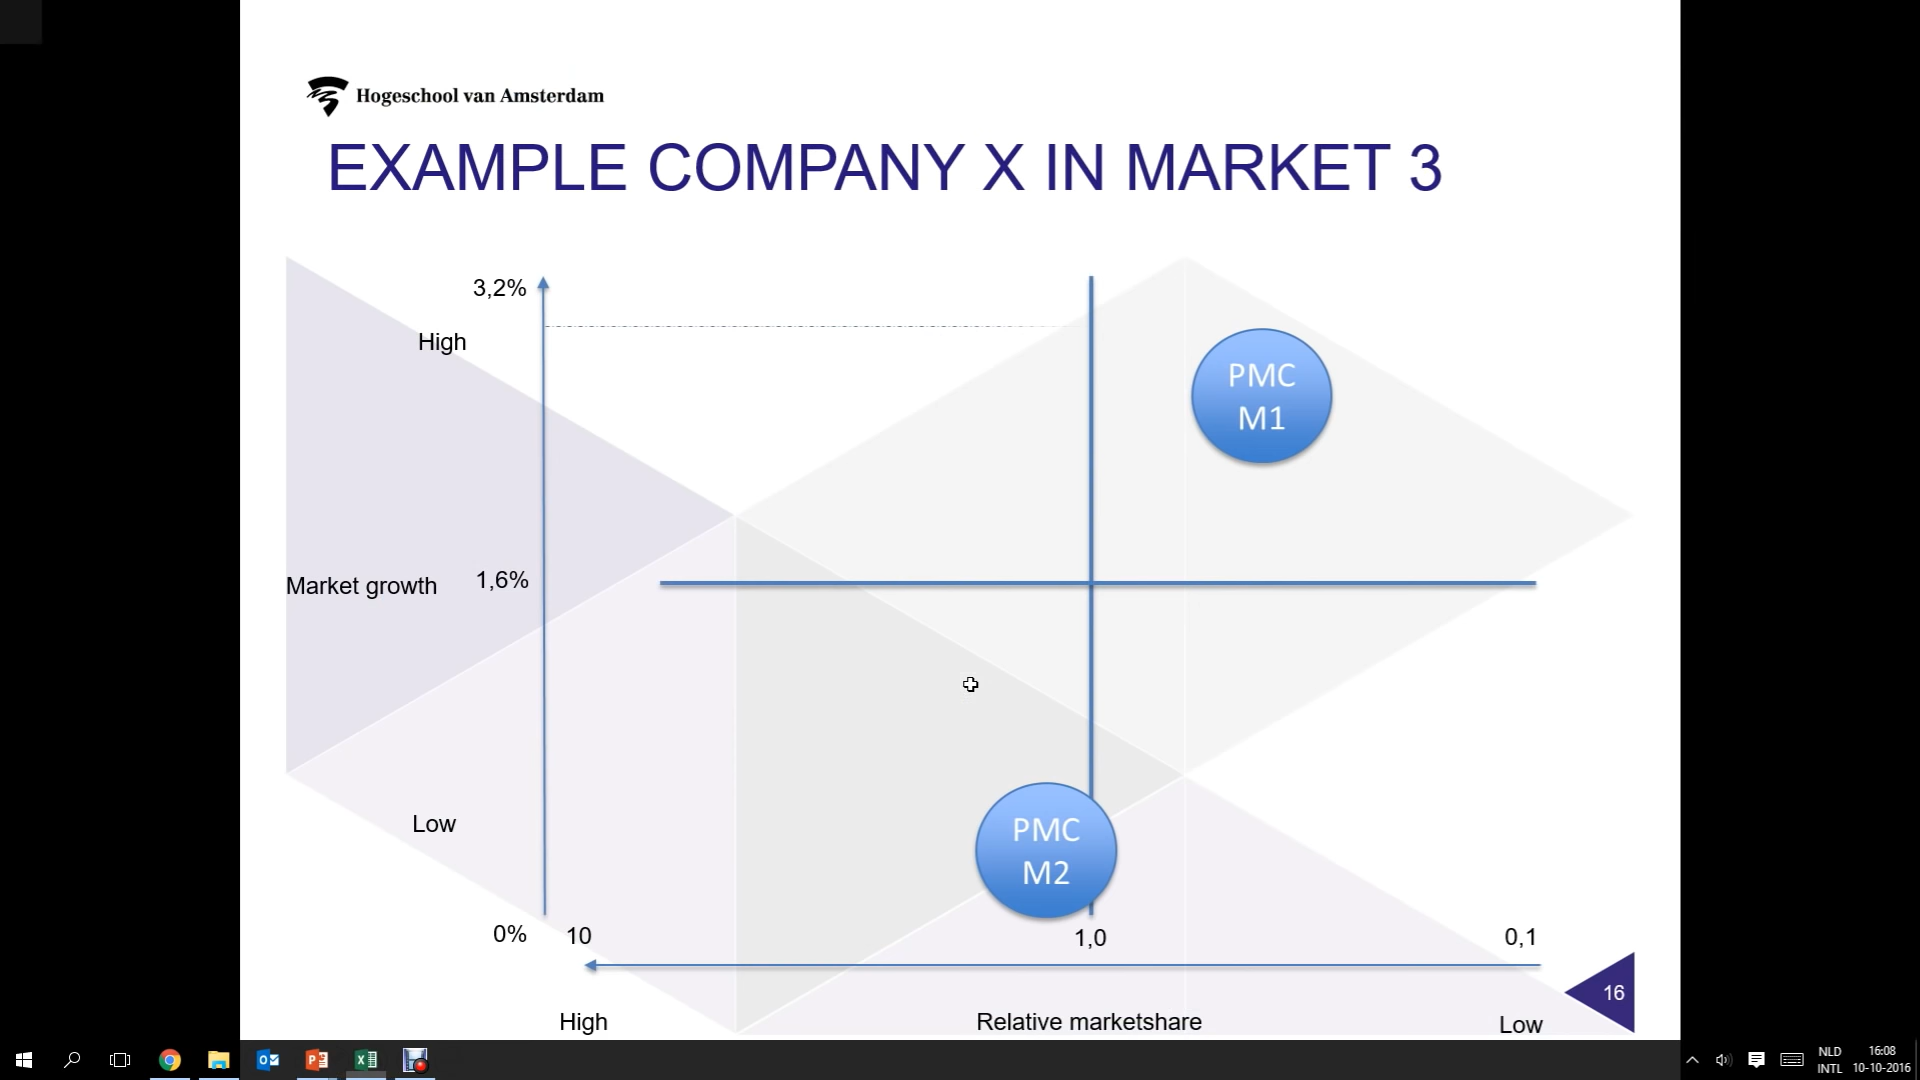 Hogeschool van Amsterdam
EXAMPLE COMPANY X IN MARKET 3
3,2%
High
PMC
M1
Market growth
1,6%
Low
PMC
M2
0%
10
1,0
0,1
16
High
Relative marketshare
Low
NLD
INTL
16:08
10-10-2016